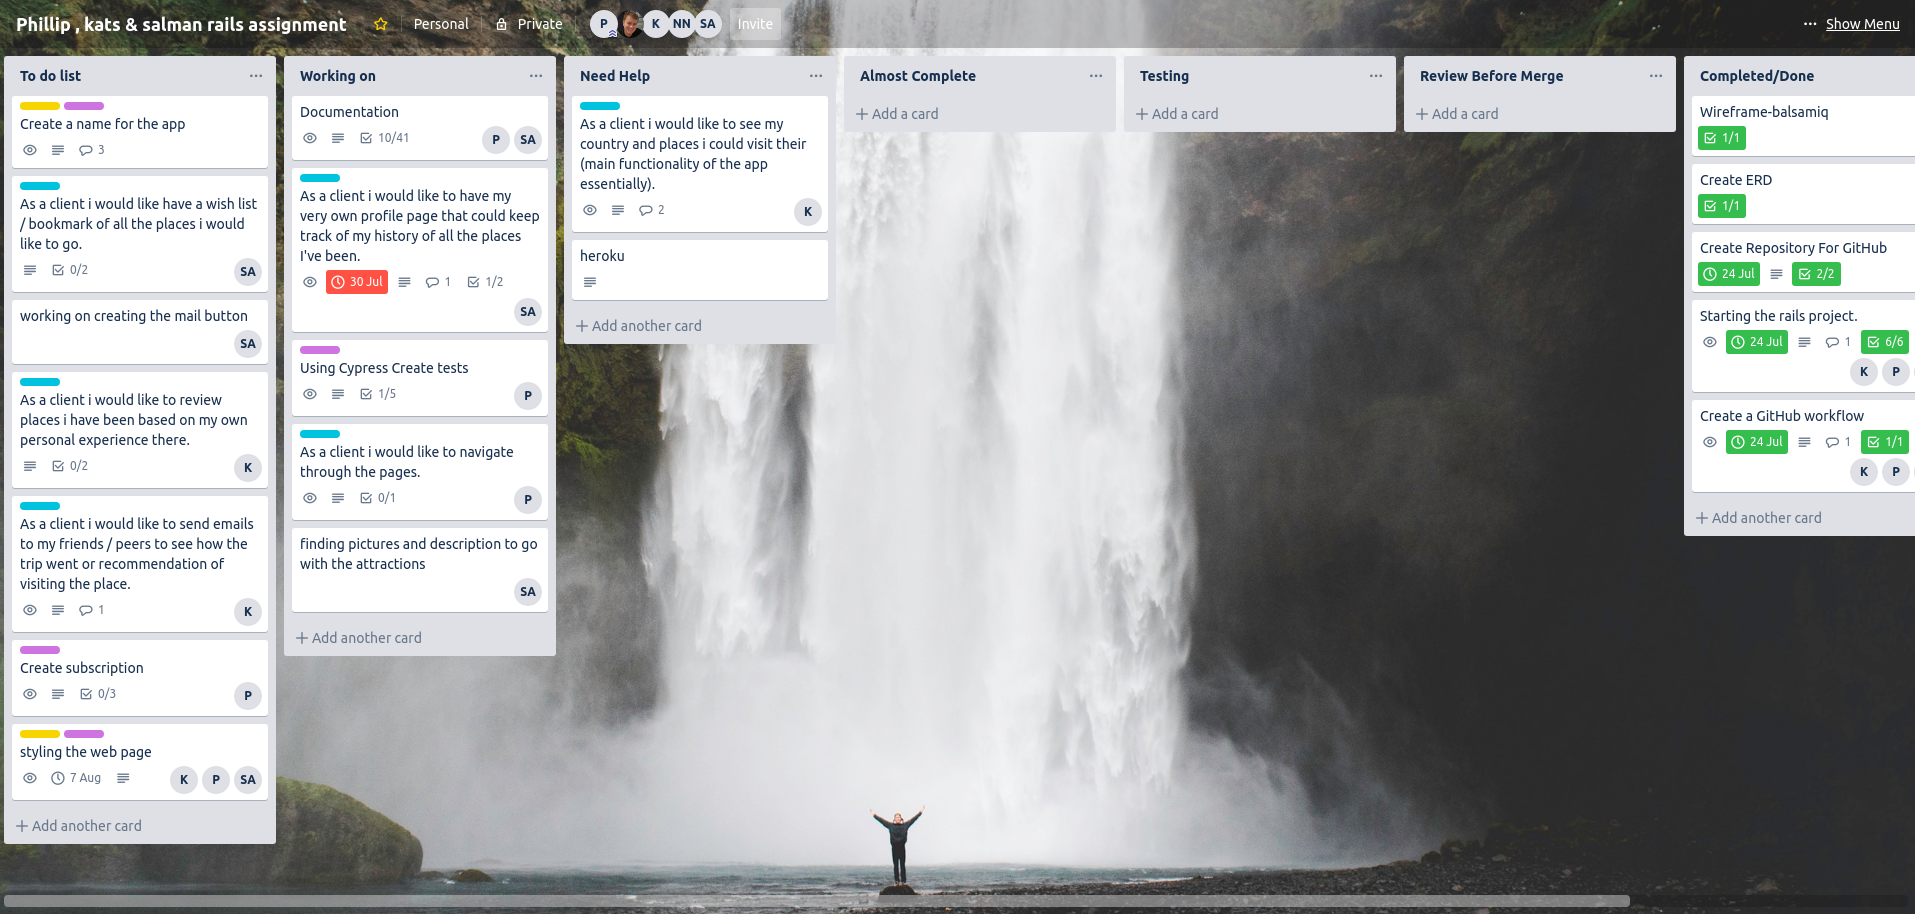 Phillip , kats & salman rails assignment
Personal
Private
P
K
NN
SA
Invite
Show Menu
To do list
Create a name for the app
3
As a client i would like have a wish list
/ bookmark of all the places i would
like to go.
0/2
SA
working on creating the mail button
SA
As a client i would like to review
places i have been based on my own
personal experience there.
0/2
K
As a client i would like to send emails
to my friends / peers to see how the
trip went or recommendation of
visiting the place.
1
K
Create subscription
0/3
P
styling the web page
7 Aug
K
P
SA
Add another card
Working on
Documentation
10/41
P
SA
As a client i would like to have my
very own profile page that could keep
track of my history of all the places
I've been.
30 Jul
1
1/2
SA
Using Cypress Create tests
1/5
P
As a client i would like to navigate
through the pages.
0/1
P
finding pictures and description to go
with the attractions
SA
Add another card
Need Help
As a client i would like to see my
country and places i could visit their
(main functionality of the app
essentially).
2
K
heroku
Add another card
Almost Complete
Add a card
Testing
Add a card
Review Before Merge
Add a card
Completed/Done
Wireframe-balsamiq
1/1
Create ERD
1/1
Create Repository For GitHub
24 Jul
2/2
Starting the rails project.
24 Jul
1
6/6
K
P
Create a GitHub workflow
24 Jul
1
1/1
K
P
Add another card